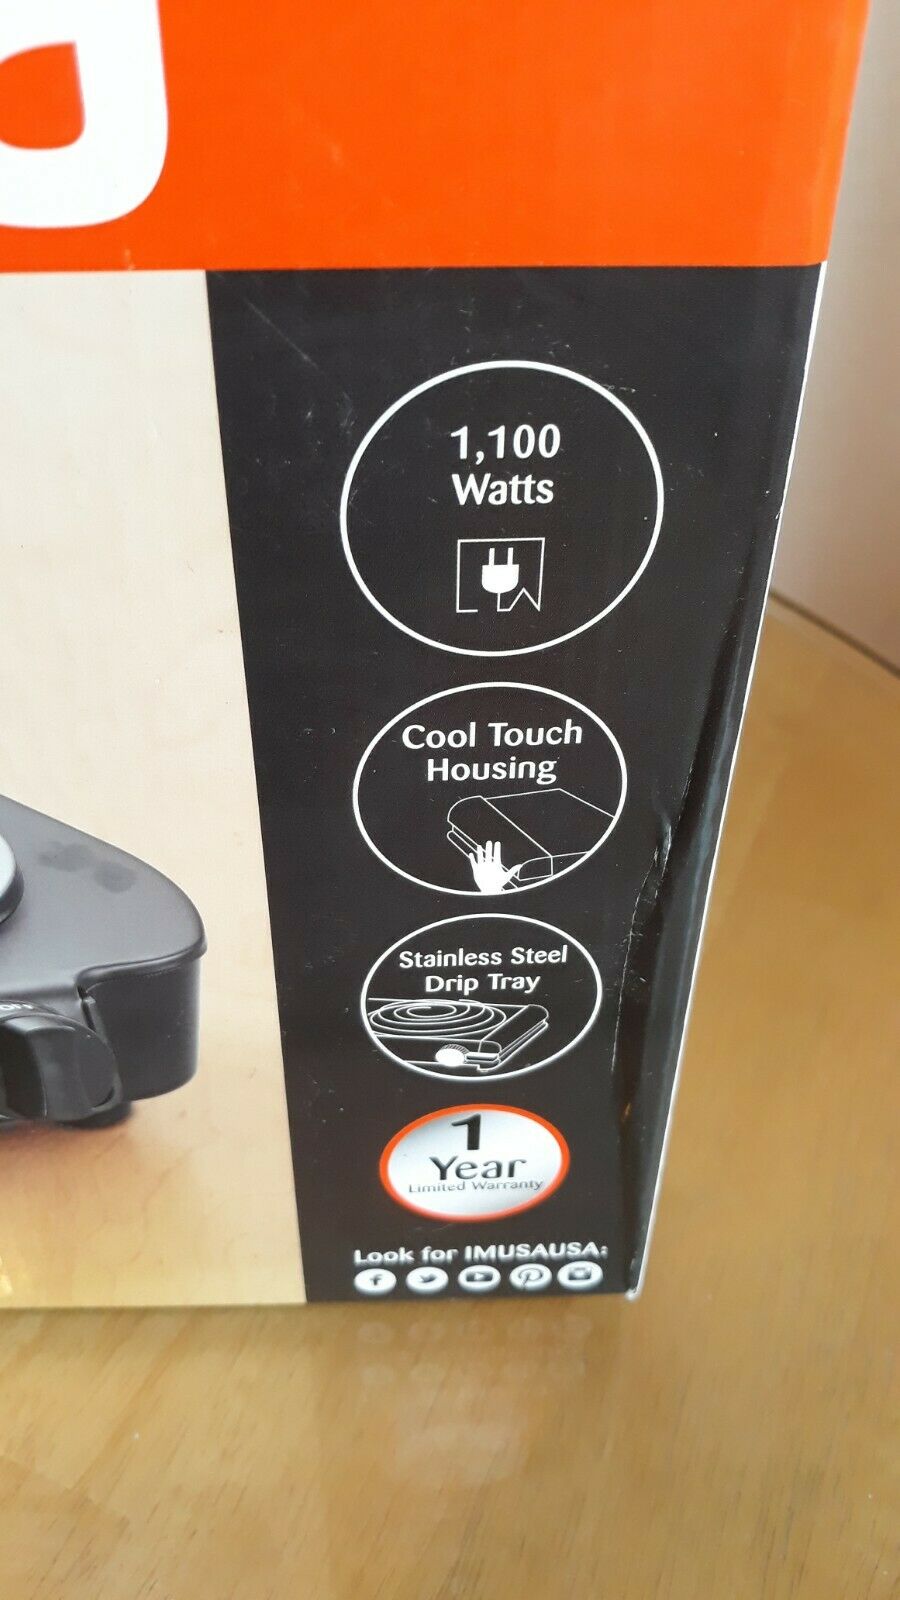 1,100
Watts
Cool Touch
Housing
Stainless Steel
Drip Tray
1
Year
Limited Warranty
Look for IMUSAUSA: